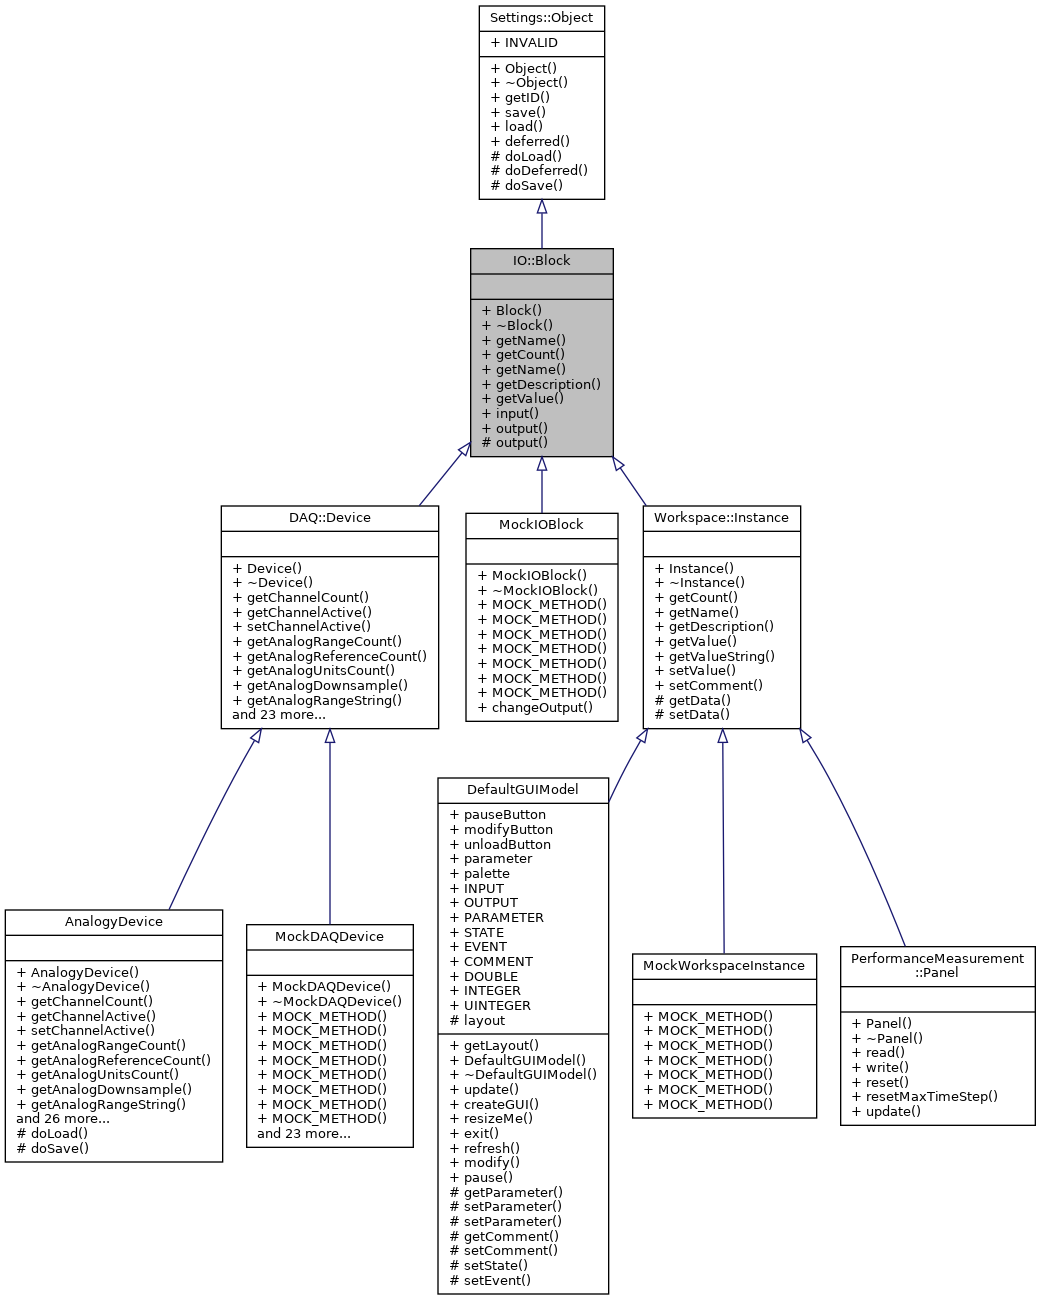 Settings::Object
+ INVALID
+ Object()
+ ~Object()
+ getID()
+ save()
+ load()
+ deferred()
# doLoad()
# doDeferred()
# doSave()
IO::Block
+ Block()
+ ~Block()
+ getName()
+ getCount()
+ getName()
+ getDescription()
+ getValue()
+ input()
+ output()
# output()
DAQ::Device
+ Device()
+ ~Device()
+ getChannelCount()
+ getChannelActive()
+ setChannelActive()
+ getAnalogRangeCount()
+ getAnalogReferenceCount()
+ getAnalogUnitsCount()
+ getAnalogDownsample()
+ getAnalogRangeString()
and 23 more...
MockIOBlock
+ MockIOBlock()
+ ~MockIOBlock()
+ MOCK_METHOD()
+ MOCK_METHOD()
+ MOCK_METHOD()
+ MOCK_METHOD()
+ MOCK_METHOD()
+ MOCK_METHOD()
+ MOCK_METHOD()
+ changeOutput()
Workspace::Instance
+ Instance()
+ ~Instance()
+ getCount()
+ getName()
+ getDescription()
+ getValue()
+ getValueString()
+ setValue()
+ setComment()
# getData()
# setData()
AnalogyDevice
+ AnalogyDevice()
+ ~AnalogyDevice()
+ getChannelCount()
+ getChannelActive()
+ setChannelActive()
+ getAnalogRangeCount()
+ getAnalogReferenceCount()
+ getAnalogUnitsCount()
+ getAnalogDownsample()
+ getAnalogRangeString()
and 26 more...
# doLoad()
# doSave()
MockDAQDevice
+ MockDAQDevice()
+ ~MockDAQDevice()
+ MOCK_METHOD()
+ MOCK_METHOD()
+ MOCK_METHOD()
+ MOCK_METHOD()
+ MOCK_METHOD()
+ MOCK_METHOD()
+ MOCK_METHOD()
+ MOCK_METHOD()
and 23 more...
DefaultGUIModel
+ pauseButton
+ modifyButton
+ unloadButton
+ parameter
+ palette
+ INPUT
+ OUTPUT
+ PARAMETER
+ STATE
+ EVENT
+ COMMENT
+ DOUBLE
+ INTEGER
+ UINTEGER
# layout
+ getLayout()
+ DefaultGUIModel()
+ ~DefaultGUIModel()
+ update()
+ createGUI()
+ resizeMe()
+ exit()
+ refresh()
+ modify()
+ pause()
# getParameter()
# setParameter()
# setParameter()
# getComment()
# setComment()
# setState()
# setEvent()
MockWorkspaceInstance
+ MOCK_METHOD()
+ MOCK_METHOD()
+ MOCK_METHOD()
+ MOCK_METHOD()
+ MOCK_METHOD()
+ MOCK_METHOD()
+ MOCK_METHOD()
PerformanceMeasurement
::Panel
+ Panel()
+ ~Panel()
+ read()
+ write()
+ reset()
+ resetMaxTimeStep()
+ update()